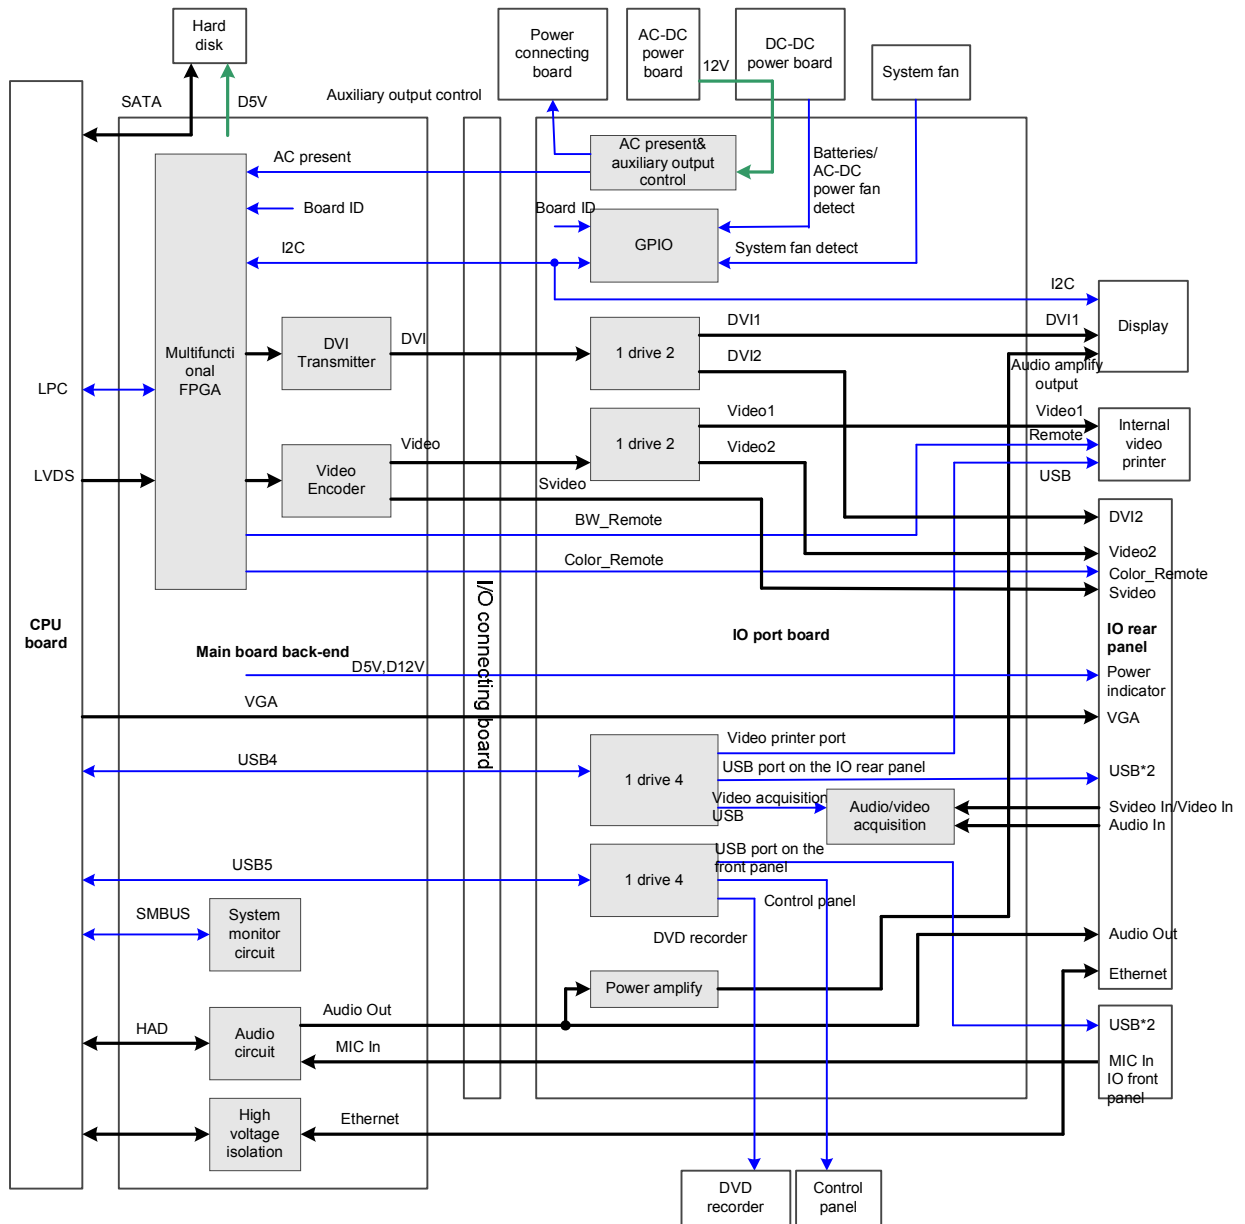 Hard
disk
Power
connecting
board
AC-DC
power
board
DC-DC
power board
System fan
12V
SATA
D5V
Auxiliary output control
AC present
AC present&
auxiliary output
control
Batteries/
AC-DC
power fan
detect
Board ID
Board ID
GPIO
I2C
System fan detect
I2C
DVI1
DVI1
Display
DVI
Transmitter
DVI
1 drive 2
DVI2
Multifuncti
onal
FPGA
Audio amplify
output
LPC
Video1
Video1
Internal
video
printer
Remote
Video
1 drive 2
Video2
LVDS
Video
Encoder
Svideo
USB
BW_Remote
DVI2
Video2
Color_Remote
Color_Remote
Svideo
I/O connecting board
CPU
board
Main board back-end
IO port board
IO rear
panel
D5V,D12V
Power
indicator
VGA
VGA
Video printer port
USB4
1 drive 4
USB port on the IO rear panel
USB*2
Video acquisition
USB
Audio/video
acquisition
Svideo In/Video In
Audio In
USB port on the
front panel
USB5
1 drive 4
Control panel
SMBUS
System
monitor
circuit
DVD recorder
Audio Out
Ethernet
Power amplify
Audio Out
HAD
Audio
circuit
MIC In
USB*2
MIC In
IO front
panel
High
voltage
isolation
Ethernet
DVD
recorder
Control
panel